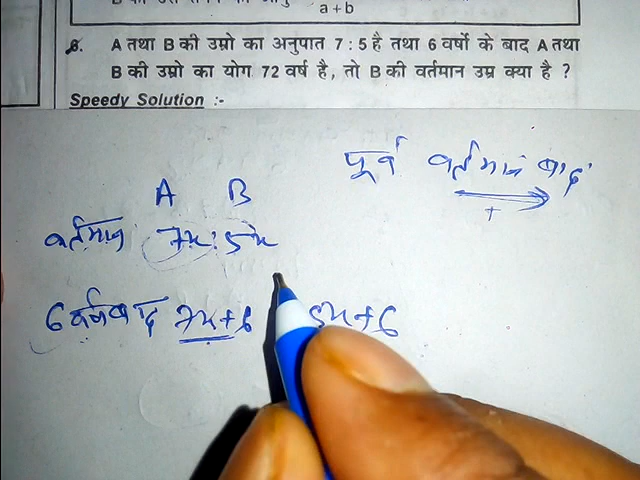 a+b
8. A तथा B की उम्रो का अनुपात 7 : 5 है तथा 6 वर्षो के बाद A तथा
B की उम्रो का योग 72 वर्ष है, तो B की वर्तमान उम्र क्या है ?
Speedy Solution :-
पूर्व वर्तमान बाद
+
A B
वर्तमान 7x : 5x
6 वर्ष बाद 7x+6 5x+6